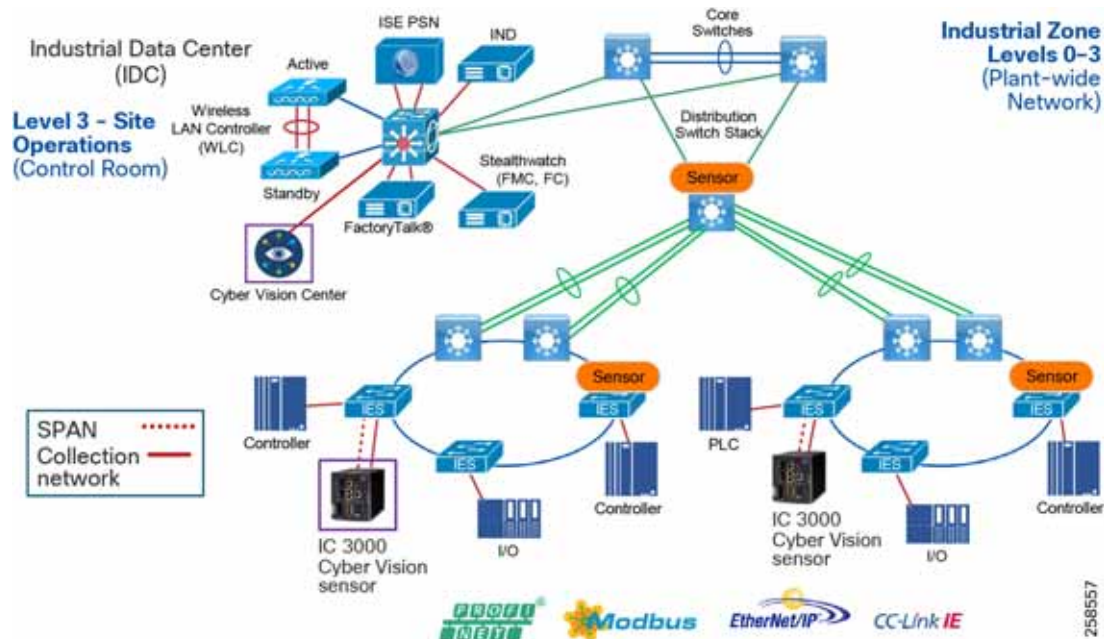 Industrial Data Center
(IDC)
Level 3 - Site
Operations
(Control Room)
Active
Wireless
LAN Controller
(WLC)
Standby
ISE PSN
IND
Stealthwatch
(FMC, FC)
FactoryTalk®
Cyber Vision Center
Core
Switches
Distribution
Switch Stack
Industrial Zone
Levels 0–3
(Plant-wide
Network)
Sensor
Sensor
Sensor
IES
IES
IES
IES
IES
IES
Controller
Controller
PLC
Controller
SPAN
Collection
network
IC 3000
Cyber Vision
sensor
I/O
IC 3000
Cyber Vision
sensor
I/O
PROFI
NET®
Modbus
EtherNet/IP
CC-Link IE
258557